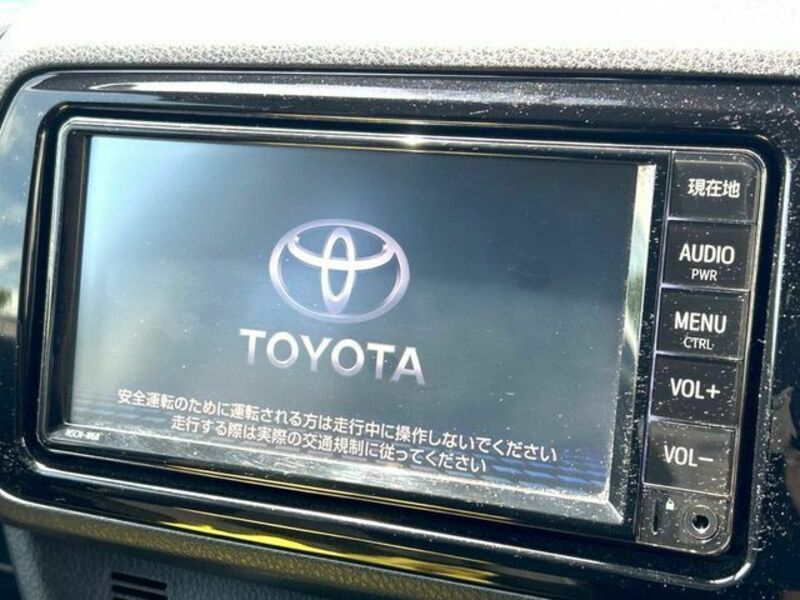 現在地
AUDIO
PWR
MENU
CTRL
VOL+
VOL-
TOYOTA
安全運転のために運転される方は走行中に操作しないでください
走行する際は実際の交通規制に従ってください
NSCN-W68